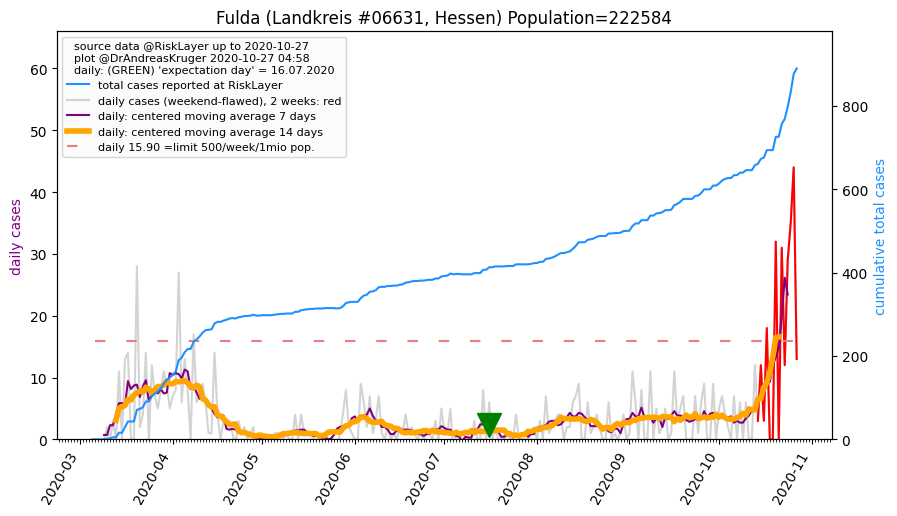 Fulda (Landkreis #06631, Hessen) Population=222584
source data @RiskLayer up to 2020-10-27
plot @DrAndreasKruger 2020-10-27 04:58
daily: (GREEN) 'expectation day' = 16.07.2020
total cases reported at RiskLayer
daily cases (weekend-flawed), 2 weeks: red
daily: centered moving average 7 days
daily: centered moving average 14 days
daily 15.90 =limit 500/week/1mio pop.
daily cases
60
50
40
30
20
10
0
cumulative total cases
800
600
400
200
0
2020-03
2020-04
2020-05
2020-06
2020-07
2020-08
2020-09
2020-10
2020-11